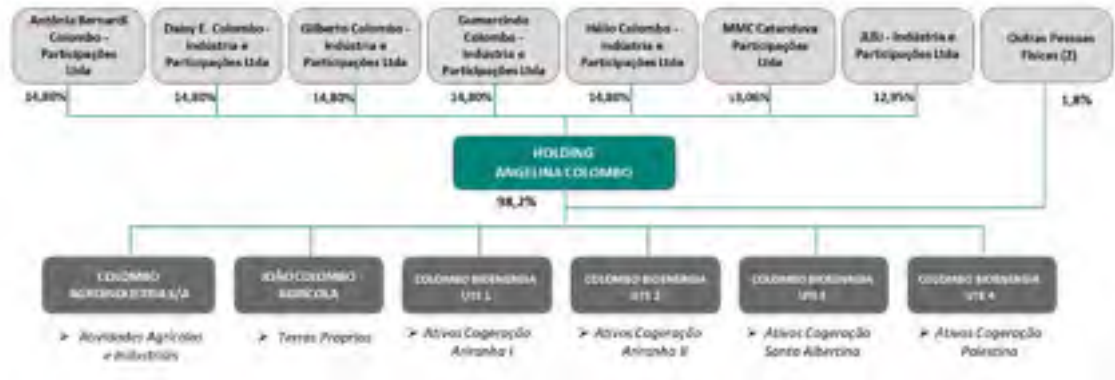 Antônia Bernardi
Colombo -
Participações
Ltda
Daisy E. Colombo -
Indústria e
Participações Ltda
Gilberto Colombo -
Indústria e
Participações Ltda
Gumercindo
Colombo -
Indústria e
Participações Ltda
Hélio Colombo -
Indústria e
Participações Ltda
MMC Catanduva
Participações
Ltda
Indústria e
Participações Ltda
Outras Pessoas
Físicas (2)
14,80%
14,80%
14,80%
14,80%
14,80%
13,06%
12,95%
1,8%
HOLDING
ANGELINA COLOMBO
98,2%
COLOMBO
AGROINDÚSTRIA S/A
JOÃO COLOMBO
AGRÍCOLA
COLOMBO BIOENERGIA
UTE 1
COLOMBO BIOENERGIA
UTE 2
COLOMBO BIOENERGIA
UTE 3
COLOMBO BIOENERGIA
UTE 4
➢ Atividades Agrícolas
e Industriais
➢ Terras Próprias
➢ Ativos Cogeração
Ariranha I
➢ Ativos Cogeração
Ariranha II
➢ Ativos Cogeração
Santa Albertina
➢ Ativos Cogeração
Palestina